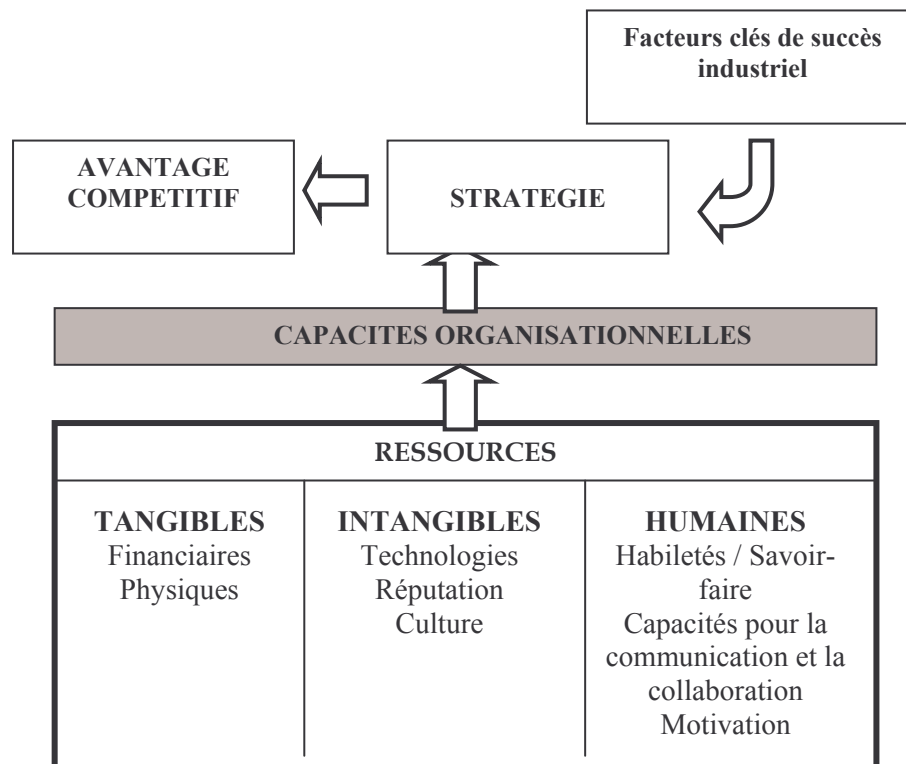 Facteurs clés de succès
industriel
AVANTAGE
COMPETITIF
STRATEGIE
CAPACITES ORGANISATIONNELLES
RESSOURCES
TANGIBLES
Financiaires
Physiques
INTANGIBLES
Technologies
Réputation
Culture
HUMAINES
Habiletés / Savoir-
faire
Capacités pour la
communication et la
collaboration
Motivation